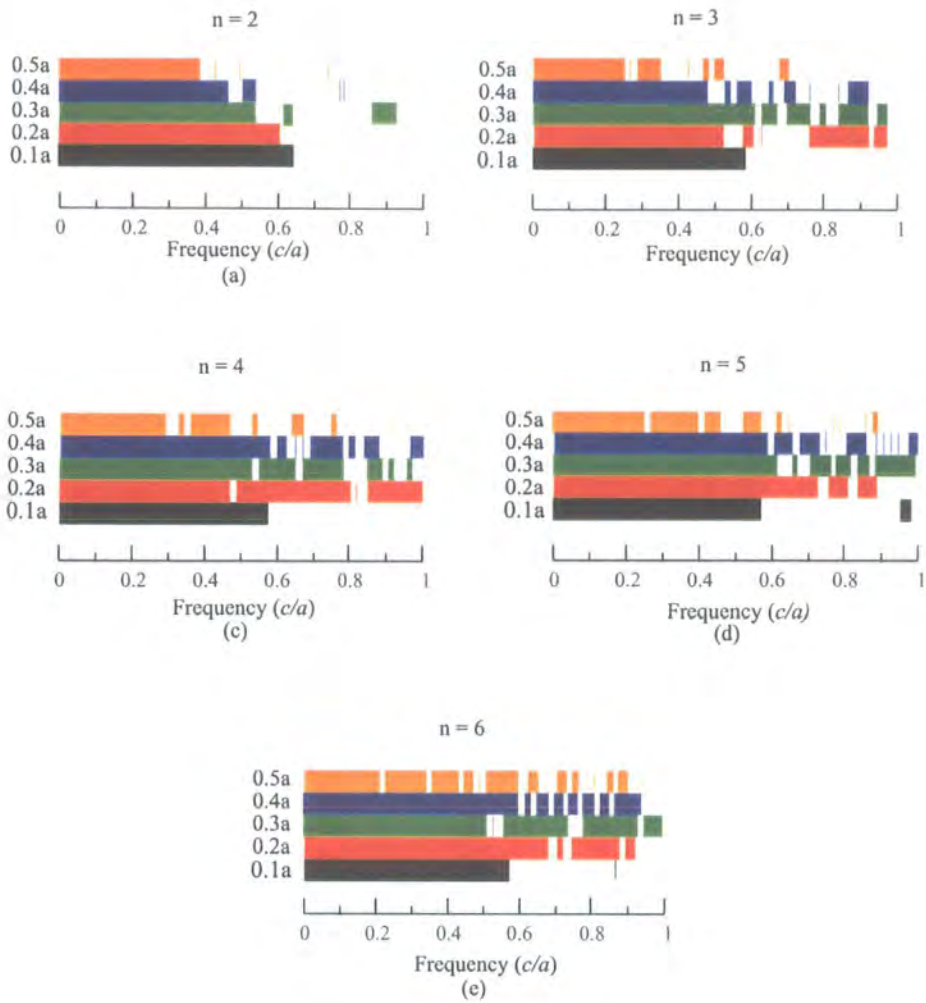 n = 2
0.5a
0.4a
0.3a
0.2a
0.1a
0 0.2 0.4 0.6 0.8 1
Frequency (c/a)
(a)
n = 3
0.5a
0.4a
0.3a
0.2a
0.1a
0 0.2 0.4 0.6 0.8 1
Frequency (c/a)
n = 4
0.5a
0.4a
0.3a
0.2a
0.1a
0 0.2 0.4 0.6 0.8 1
Frequency (c/a)
(c)
n = 5
0.5a
0.4a
0.3a
0.2a
0.1a
0 0.2 0.4 0.6 0.8 1
Frequency (c/a)
(d)
n = 6
0.5a
0.4a
0.3a
0.2a
0.1a
0 0.2 0.4 0.6 0.8 1
Frequency (c/a)
(e)